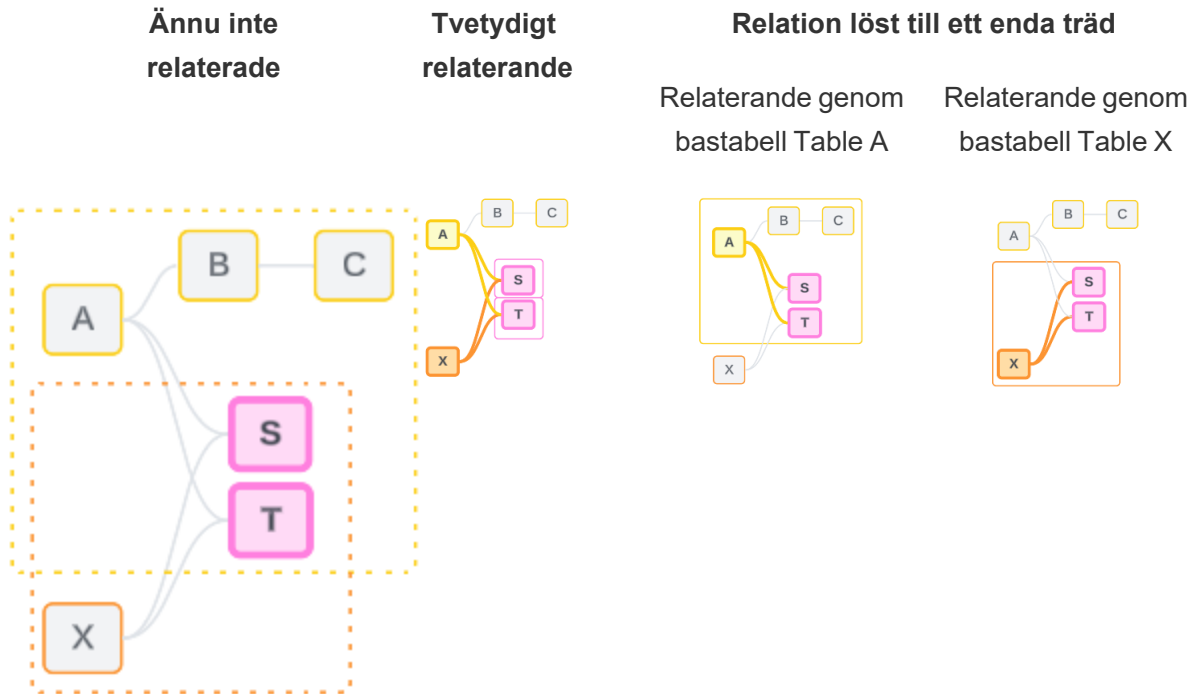 Ännu inte
relaterade
Tvetydigt
relaterande
Relation löst till ett enda träd
Relaterande genom
bastabell Table A
Relaterande genom
bastabell Table X
B
C
A
S
T
X
B
C
A
S
T
X
B
C
A
S
T
X
B
C
A
S
T
X